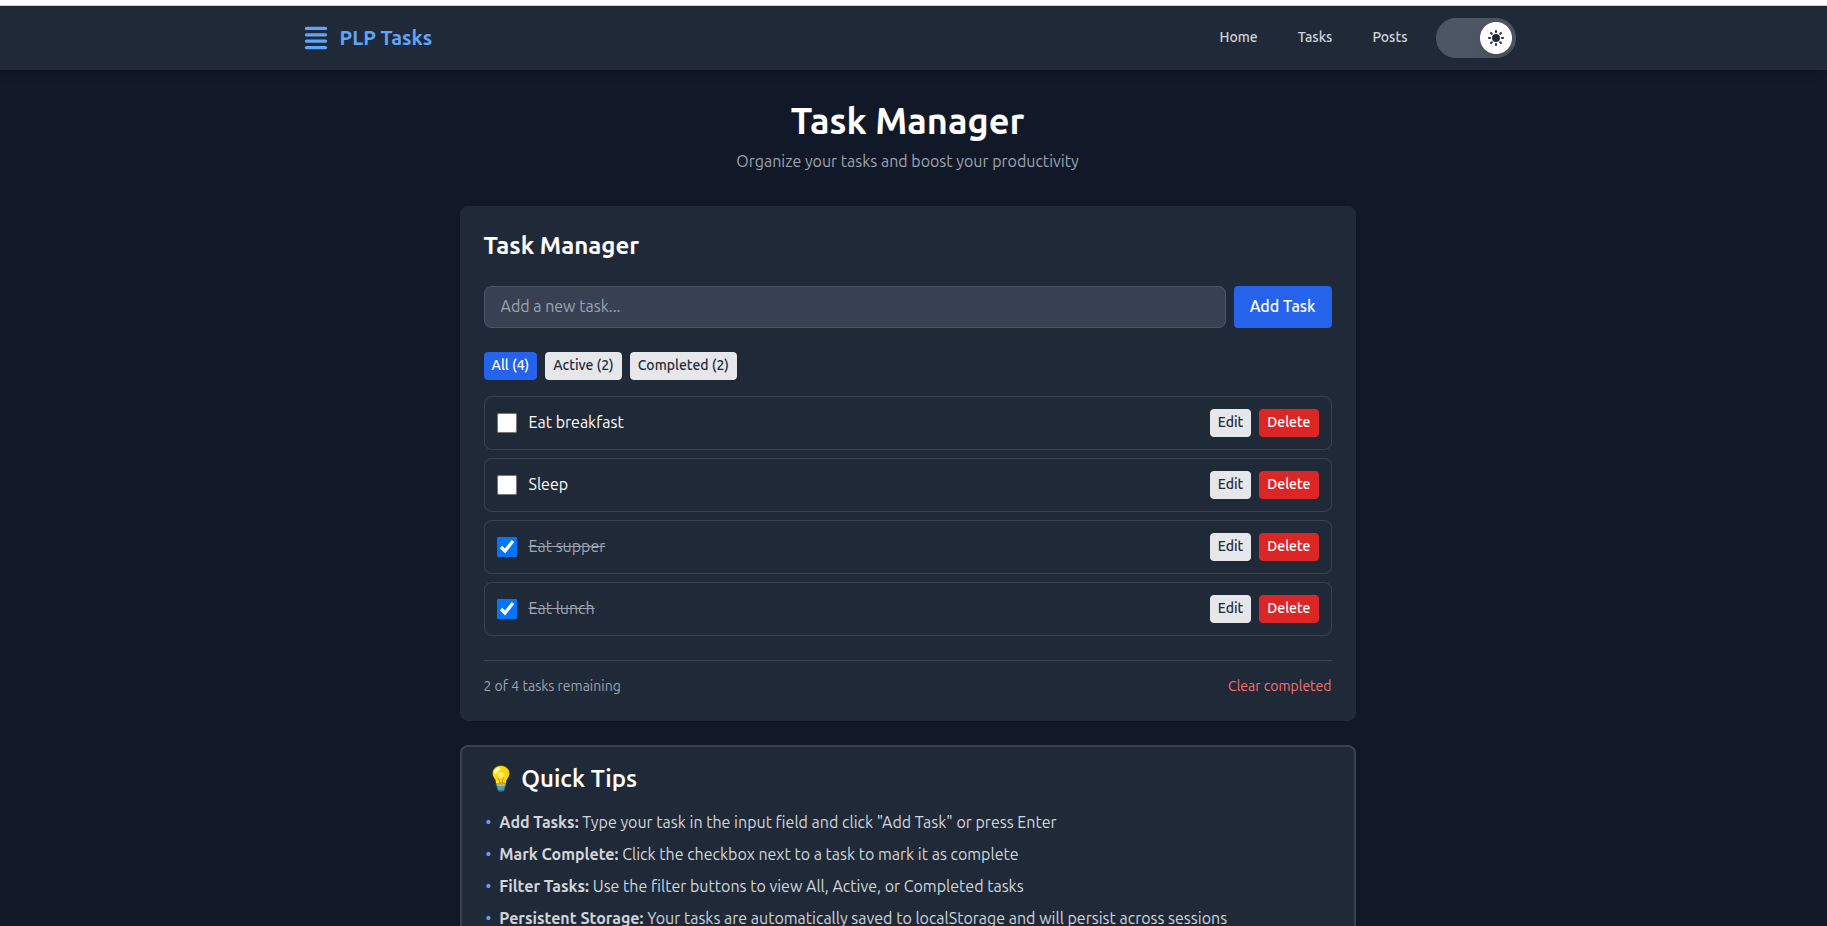 PLP Tasks
Home Tasks Posts
Task Manager
Organize your tasks and boost your productivity
Task Manager
Add a new task...
Add Task
All (4) Active (2) Completed (2)
Eat breakfast Edit Delete
Sleep Edit Delete
Eat supper Edit Delete
Eat lunch Edit Delete
2 of 4 tasks remaining Clear completed
💡 Quick Tips
• Add Tasks: Type your task in the input field and click "Add Task" or press Enter
• Mark Complete: Click the checkbox next to a task to mark it as complete
• Filter Tasks: Use the filter buttons to view All, Active, or Completed tasks
• Persistent Storage: Your tasks are automatically saved to localStorage and will persist across sessions